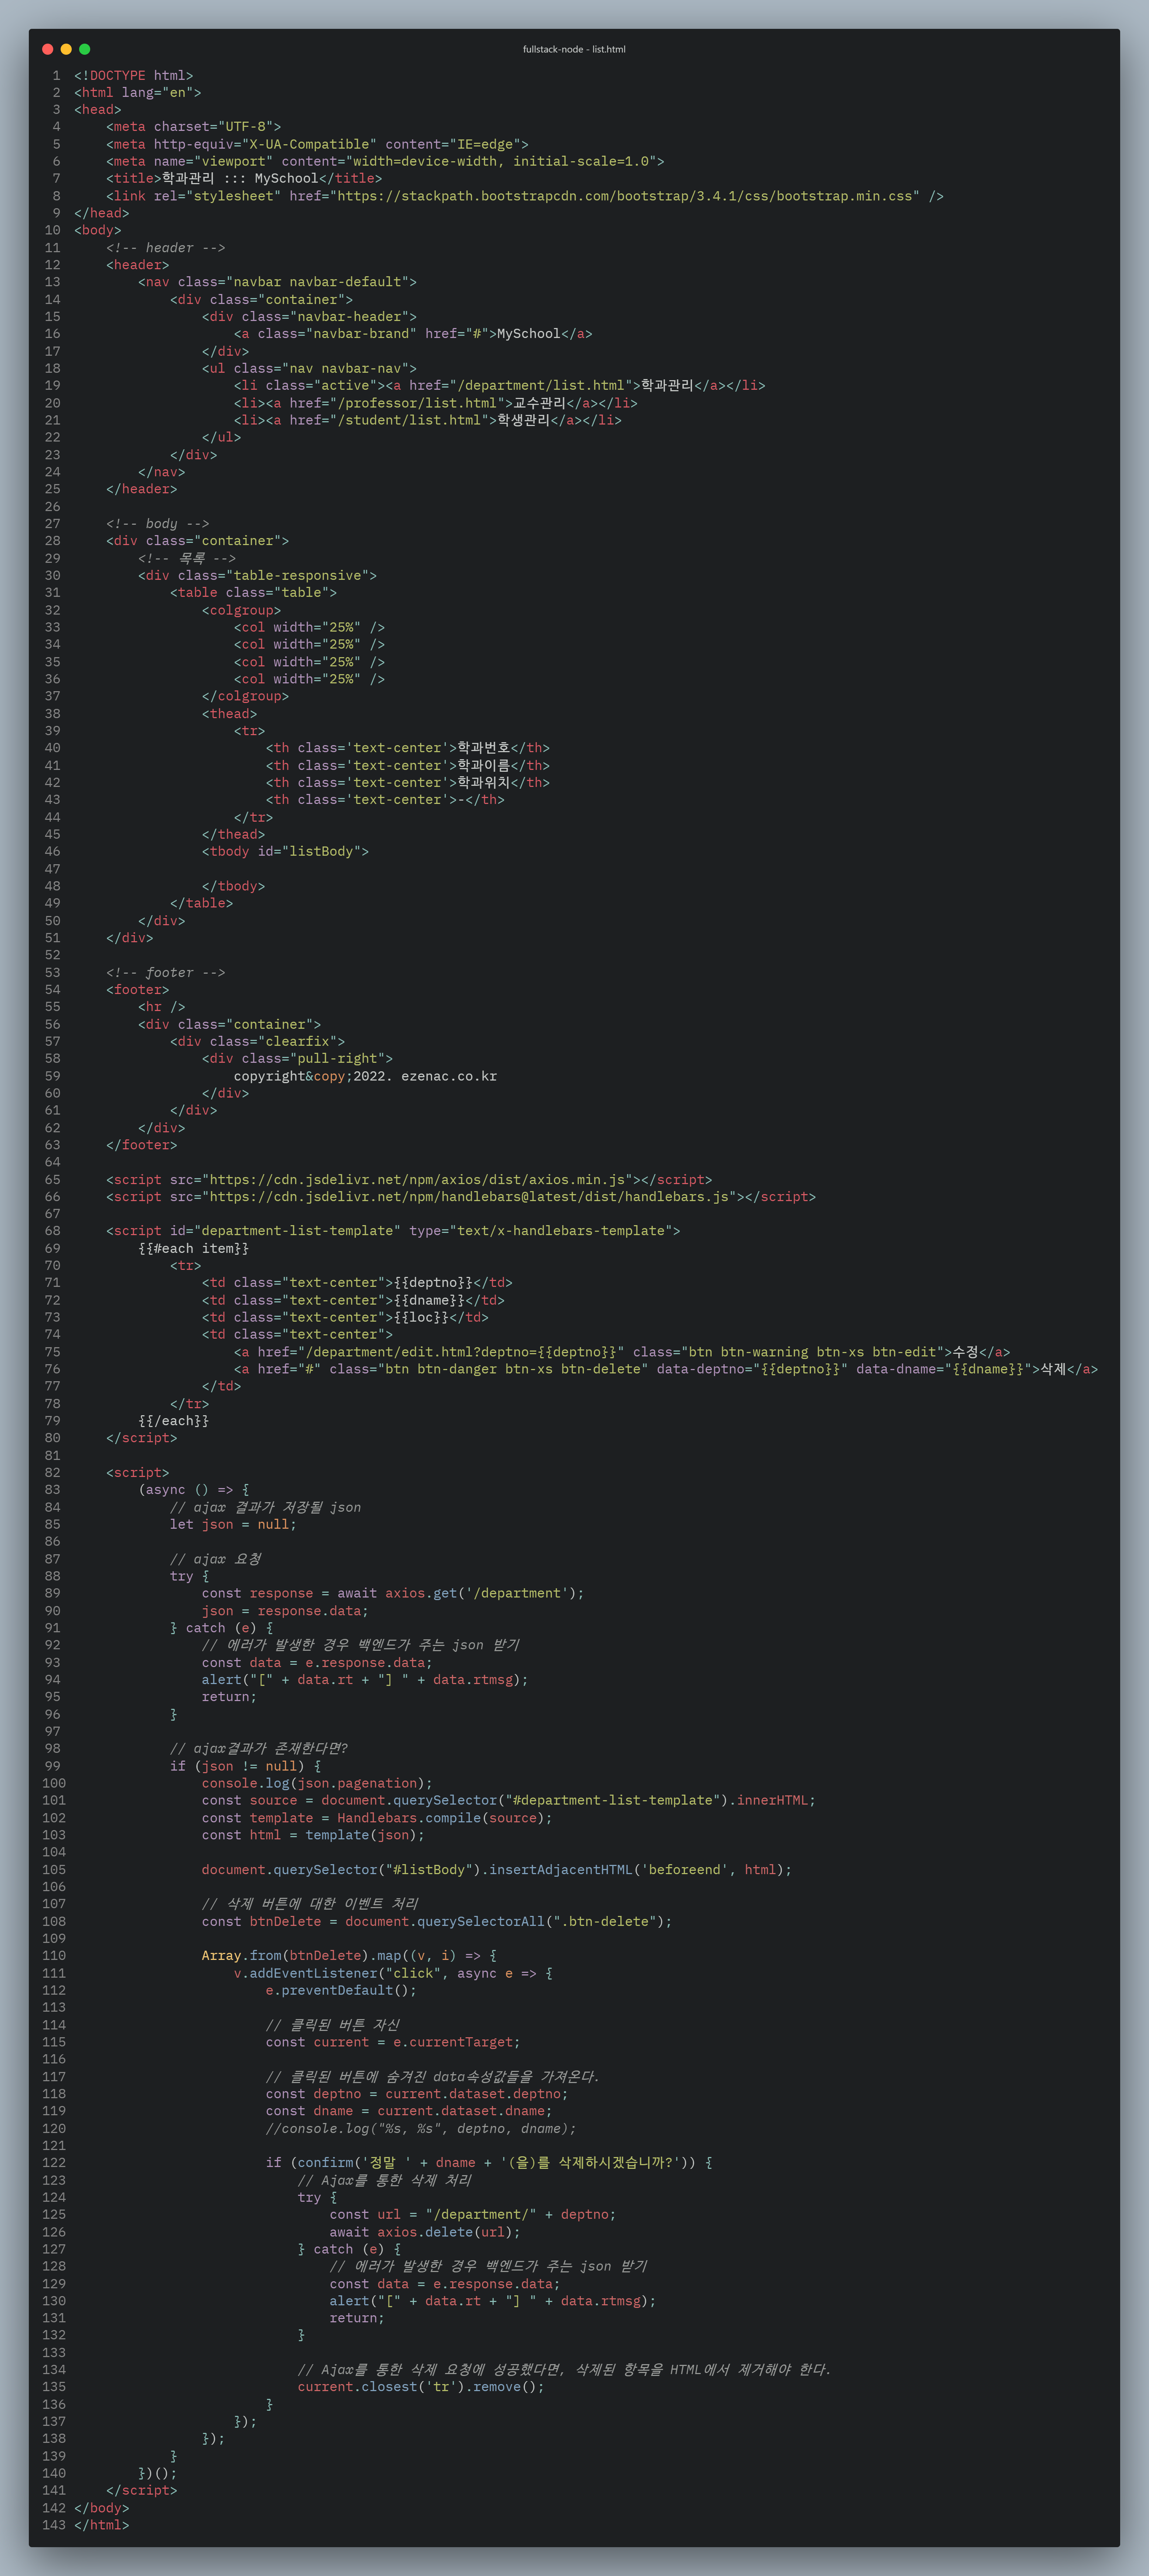 fullstack-node - list.html
1 <!DOCTYPE html>
2 <html lang="en">
3 <head>
4     <meta charset="UTF-8">
5     <meta http-equiv="X-UA-Compatible" content="IE=edge">
6     <meta name="viewport" content="width=device-width, initial-scale=1.0">
7     <title>학과관리 ::: MySchool</title>
8     <link rel="stylesheet" href="https://stackpath.bootstrapcdn.com/bootstrap/3.4.1/css/bootstrap.min.css" />
9 </head>
10 <body>
11     <!-- header -->
12     <header>
13         <nav class="navbar navbar-default">
14             <div class="container">
15                 <div class="navbar-header">
16                     <a class="navbar-brand" href="#">MySchool</a>
17                 </div>
18                 <ul class="nav navbar-nav">
19                     <li class="active"><a href="/department/list.html">학과관리</a></li>
20                     <li><a href="/professor/list.html">교수관리</a></li>
21                     <li><a href="/student/list.html">학생관리</a></li>
22                 </ul>
23             </div>
24         </nav>
25     </header>
26
27     <!-- body -->
28     <div class="container">
29         <!-- 목록 -->
30         <div class="table-responsive">
31             <table class="table">
32                 <colgroup>
33                     <col width="25%" />
34                     <col width="25%" />
35                     <col width="25%" />
36                     <col width="25%" />
37                 </colgroup>
38                 <thead>
39                     <tr>
40                         <th class='text-center'>학과번호</th>
41                         <th class='text-center'>학과이름</th>
42                         <th class='text-center'>학과위치</th>
43                         <th class='text-center'>-</th>
44                     </tr>
45                 </thead>
46                 <tbody id="listBody">
47
48                 </tbody>
49             </table>
50         </div>
51     </div>
52
53     <!-- footer -->
54     <footer>
55         <hr />
56         <div class="container">
57             <div class="clearfix">
58                 <div class="pull-right">
59                     copyright&copy;2022. ezenac.co.kr
60                 </div>
61             </div>
62         </div>
63     </footer>
64
65     <script src="https://cdn.jsdelivr.net/npm/axios/dist/axios.min.js"></script>
66     <script src="https://cdn.jsdelivr.net/npm/handlebars@latest/dist/handlebars.js"></script>
67
68     <script id="department-list-template" type="text/x-handlebars-template">
69         {{#each item}}
70             <tr>
71                 <td class="text-center">{{deptno}}</td>
72                 <td class="text-center">{{dname}}</td>
73                 <td class="text-center">{{loc}}</td>
74                 <td class="text-center">
75                     <a href="/department/edit.html?deptno={{deptno}}" class="btn btn-warning btn-xs btn-edit">수정</a>
76                     <a href="#" class="btn btn-danger btn-xs btn-delete" data-deptno="{{deptno}}" data-dname="{{dname}}">삭제</a>
77                 </td>
78             </tr>
79         {{/each}}
80     </script>
81
82     <script>
83         (async () => {
84             // ajax 결과가 저장될 json
85             let json = null;
86
87             // ajax 요청
88             try {
89                 const response = await axios.get('/department');
90                 json = response.data;
91             } catch (e) {
92                 // 에러가 발생한 경우 백엔드가 주는 json 받기
93                 const data = e.response.data;
94                 alert("[" + data.rt + "] " + data.rtmsg);
95                 return;
96             }
97
98             // ajax결과가 존재한다면?
99             if (json != null) {
100                 console.log(json.pagenation);
101                 const source = document.querySelector("#department-list-template").innerHTML;
102                 const template = Handlebars.compile(source);
103                 const html = template(json);
104
105                 document.querySelector("#listBody").insertAdjacentHTML('beforeend', html);
106
107                 // 삭제 버튼에 대한 이벤트 처리
108                 const btnDelete = document.querySelectorAll(".btn-delete");
109
110                 Array.from(btnDelete).map((v, i) => {
111                     v.addEventListener("click", async e => {
112                         e.preventDefault();
113
114                         // 클릭된 버튼 자신
115                         const current = e.currentTarget;
116
117                         // 클릭된 버튼에 숨겨진 data속성값들을 가져온다.
118                         const deptno = current.dataset.deptno;
119                         const dname = current.dataset.dname;
120                         //console.log("%s, %s", deptno, dname);
121
122                         if (confirm('정말 ' + dname + '(을)를 삭제하시겠습니까?')) {
123                             // Ajax를 통한 삭제 처리
124                             try {
125                                 const url = "/department/" + deptno;
126                                 await axios.delete(url);
127                             } catch (e) {
128                                 // 에러가 발생한 경우 백엔드가 주는 json 받기
129                                 const data = e.response.data;
130                                 alert("[" + data.rt + "] " + data.rtmsg);
131                                 return;
132                             }
133
134                             // Ajax를 통한 삭제 요청에 성공했다면, 삭제된 항목을 HTML에서 제거해야 한다.
135                             current.closest('tr').remove();
136                         }
137                     });
138                 });
139             }
140         })();
141     </script>
142 </body>
143 </html>